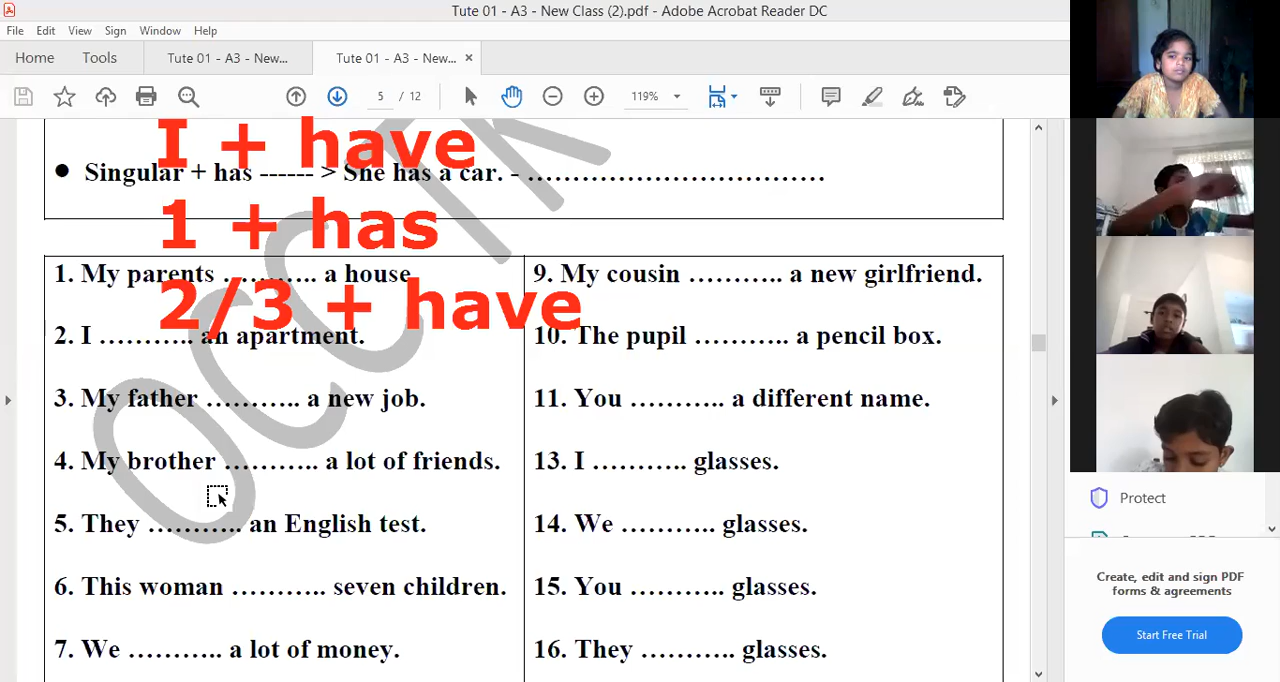 Tute 01 - A3 - New Class (2).pdf - Adobe Acrobat Reader DC
File Edit View Sign Window Help
Home Tools Tute 01 - A3 - New... Tute 01 - A3 - New... ×
5 / 12 119%
I + have
● Singular + has ------ > She has a car. - ……………………………
1 + has
2/3 + have
1. My parents ……….. a house
2. I ……….. an apartment.
3. My father ……….. a new job.
4. My brother ……….. a lot of friends.
5. They ……….. an English test.
6. This woman ……….. seven children.
7. We ……….. a lot of money.
9. My cousin ……….. a new girlfriend.
10. The pupil ……….. a pencil box.
11. You ……….. a different name.
13. I ……….. glasses.
14. We ……….. glasses.
15. You ……….. glasses.
16. They ……….. glasses.
Protect
Create, edit and sign PDF
forms & agreements
Start Free Trial